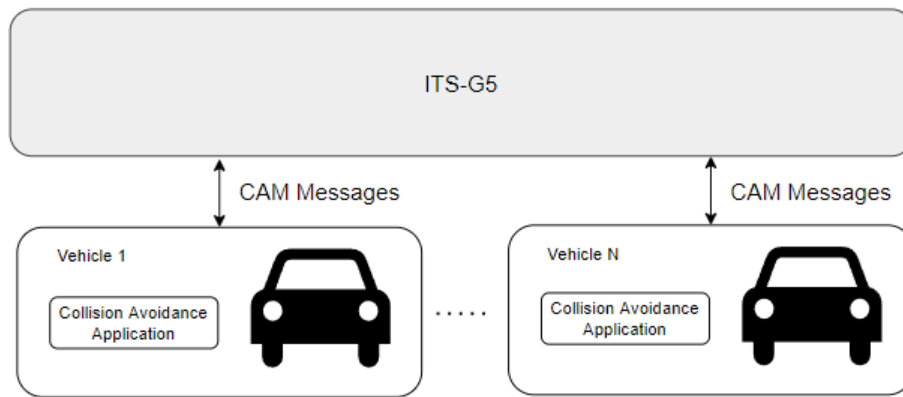 ITS-G5
CAM Messages
CAM Messages
Vehicle 1
Collision Avoidance
Application
.....
Vehicle N
Collision Avoidance
Application